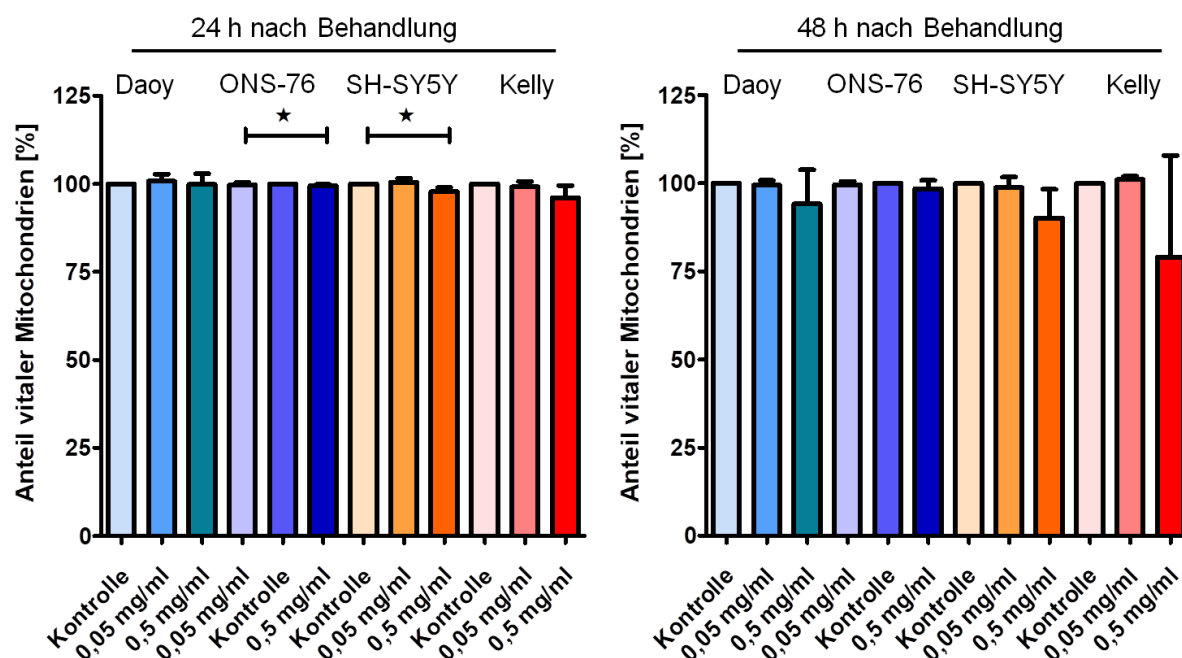 24 h nach Behandlung
Daoy ONS-76 SH-SY5Y Kelly
★ ★
Anteil vitaler Mitochondrien [%]
125
100
75
50
25
0
Kontrolle
0,05 mg/ml
0,5 mg/ml
0,05 mg/ml
Kontrolle
0,5 mg/ml
Kontrolle
0,05 mg/ml
0,5 mg/ml
Kontrolle
0,05 mg/ml
0,5 mg/ml
48 h nach Behandlung
Daoy ONS-76 SH-SY5Y Kelly
Anteil vitaler Mitochondrien [%]
125
100
75
50
25
0
Kontrolle
0,05 mg/ml
0,5 mg/ml
0,05 mg/ml
Kontrolle
0,5 mg/ml
Kontrolle
0,05 mg/ml
0,5 mg/ml
Kontrolle
0,05 mg/ml
0,5 mg/ml